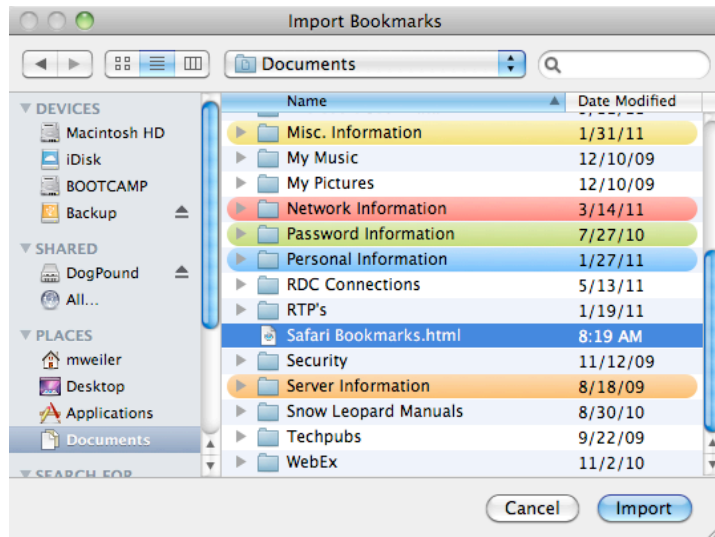 Import Bookmarks
Documents
DEVICES
Macintosh HD
iDisk
BOOTCAMP
Backup
SHARED
DogPound
All...
PLACES
mweiler
Desktop
Applications
Documents
SEARCH FOR
Name Date Modified
Misc. Information 1/31/11
My Music 12/10/09
My Pictures 12/10/09
Network Information 3/14/11
Password Information 7/27/10
Personal Information 1/27/11
RDC Connections 5/13/11
RTP's 1/19/11
Safari Bookmarks.html 8:19 AM
Security 11/12/09
Server Information 8/18/09
Snow Leopard Manuals 8/30/10
Techpubs 9/22/09
WebEx 11/2/10
Cancel Import